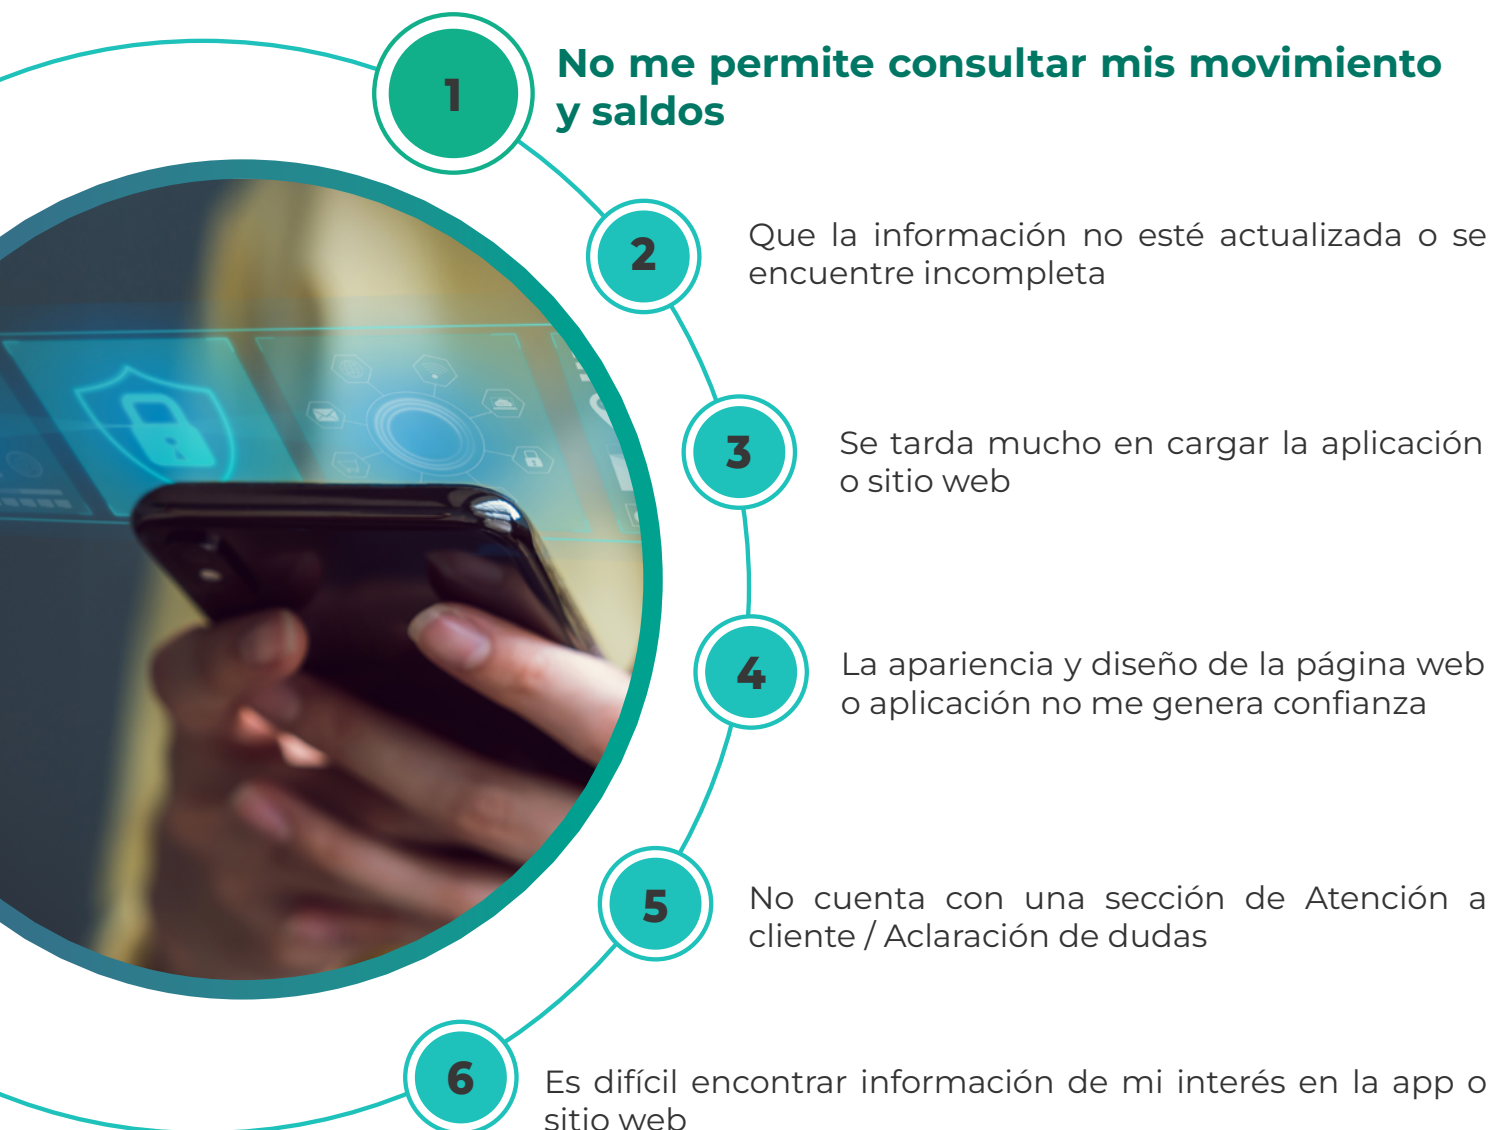 1
No me permite consultar mis movimiento
y saldos
2
Que la información no esté actualizada o se
encuentre incompleta
3
Se tarda mucho en cargar la aplicación
o sitio web
4
La apariencia y diseño de la página web
o aplicación no me genera confianza
5
No cuenta con una sección de Atención a
cliente / Aclaración de dudas
6
Es difícil encontrar información de mi interés en la app o
sitio web